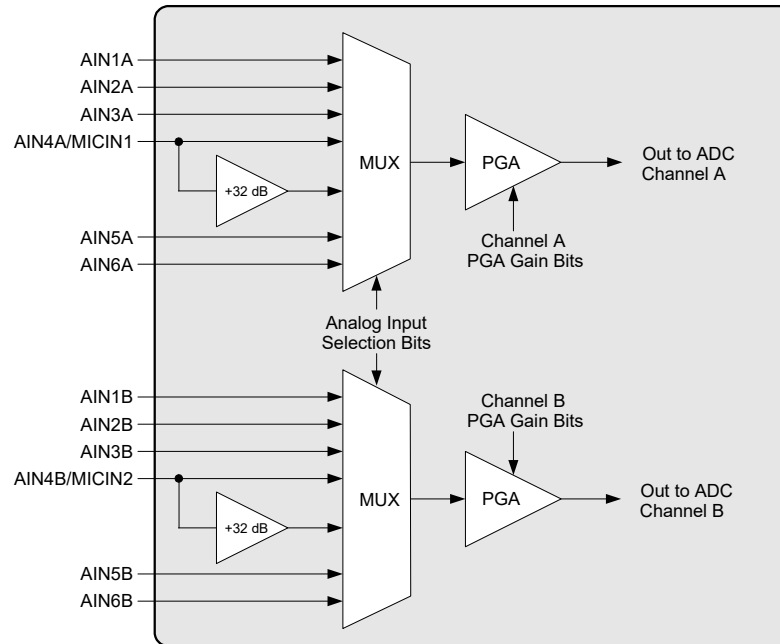 AIN1A
AIN2A
AIN3A
AIN4A/MICIN1
+32 dB
AIN5A
AIN6A
MUX
PGA
Out to ADC
Channel A
Channel A
PGA Gain Bits
Analog Input
Selection Bits
AIN1B
AIN2B
AIN3B
AIN4B/MICIN2
+32 dB
AIN5B
AIN6B
MUX
Channel B
PGA Gain Bits
PGA
Out to ADC
Channel B